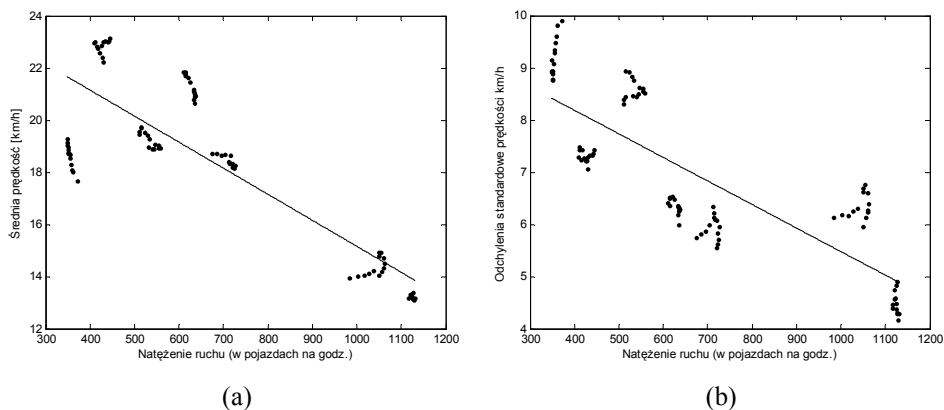 24
22
20
18
16
14
12
Średnia prędkość [km/h]
300 400 500 600 700 800 900 1000 1100 1200
Natężenie ruchu (w pojazdach na godz.)
(a)
10
9
8
7
6
5
4
Odchylenia standardowe prędkości km/h
300 400 500 600 700 800 900 1000 1100 1200
Natężenie ruchu (w pojazdach na godz.)
(b)